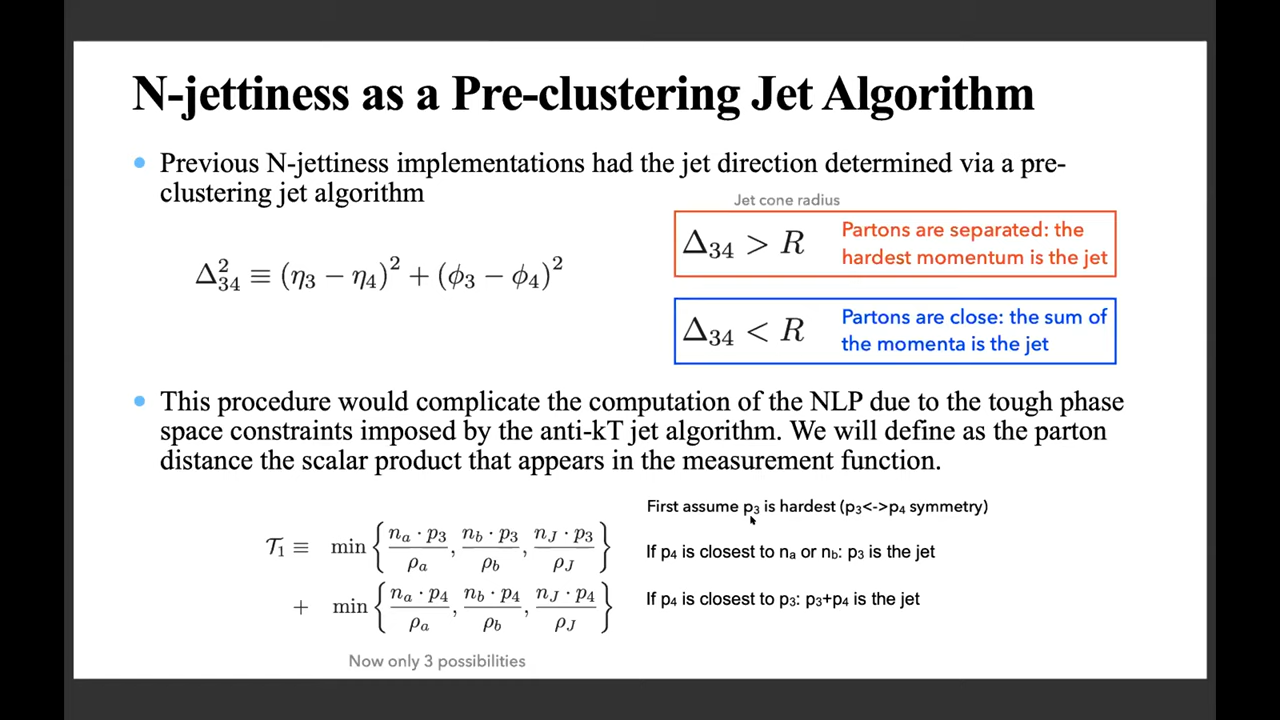 N-jettiness as a Pre-clustering Jet Algorithm
• Previous N-jettiness implementations had the jet direction determined via a pre-
clustering jet algorithm
Jet cone radius
Δ₃₄ > R
Partons are separated: the
hardest momentum is the jet
Δ²₃₄ ≡ (η₃ − η₄)² + (ϕ₃ − ϕ₄)²
Δ₃₄ < R
Partons are close: the sum of
the momenta is the jet
• This procedure would complicate the computation of the NLP due to the tough phase
space constraints imposed by the anti-kT jet algorithm. We will define as the parton
distance the scalar product that appears in the measurement function.
First assume p₃ is hardest (p₃<->p₄ symmetry)
𝒯₁ ≡ min { nₐ · p₃ / ρₐ , n_b · p₃ / ρ_b , n_J · p₃ / ρ_J }
If p₄ is closest to nₐ or n_b: p₃ is the jet
+ min { nₐ · p₄ / ρₐ , n_b · p₄ / ρ_b , n_J · p₄ / ρ_J }
If p₄ is closest to p₃: p₃+p₄ is the jet
Now only 3 possibilities